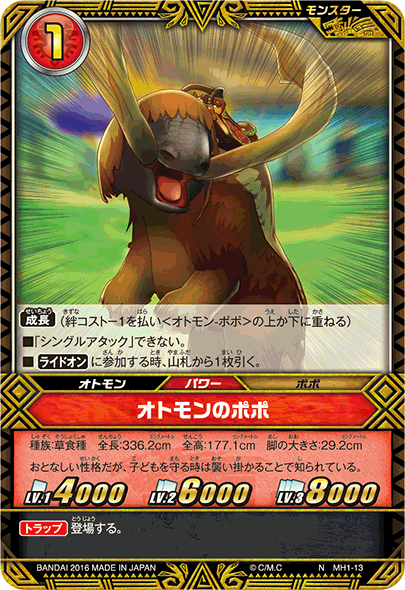 1
モンスター
成長 (絆コストー1を払い<オトモン-ポポ>の上か下に重ねる)
■「シングルアタック」できない。
■ライドオンに参加する時、山札から1枚引く。
オトモン パワー ポポ
オトモンのポポ
種族:草食種 全長:336.2cm 全高:177.1cm 脚の大きさ:29.2cm
おとなしい性格だが、子どもを守る時は襲い掛かることで知られている。
LV.1 4000 LV.2 6000 LV.3 8000
トラップ 登場する。
BANDAI 2016 MADE IN JAPAN © C/M.C N MH1-13